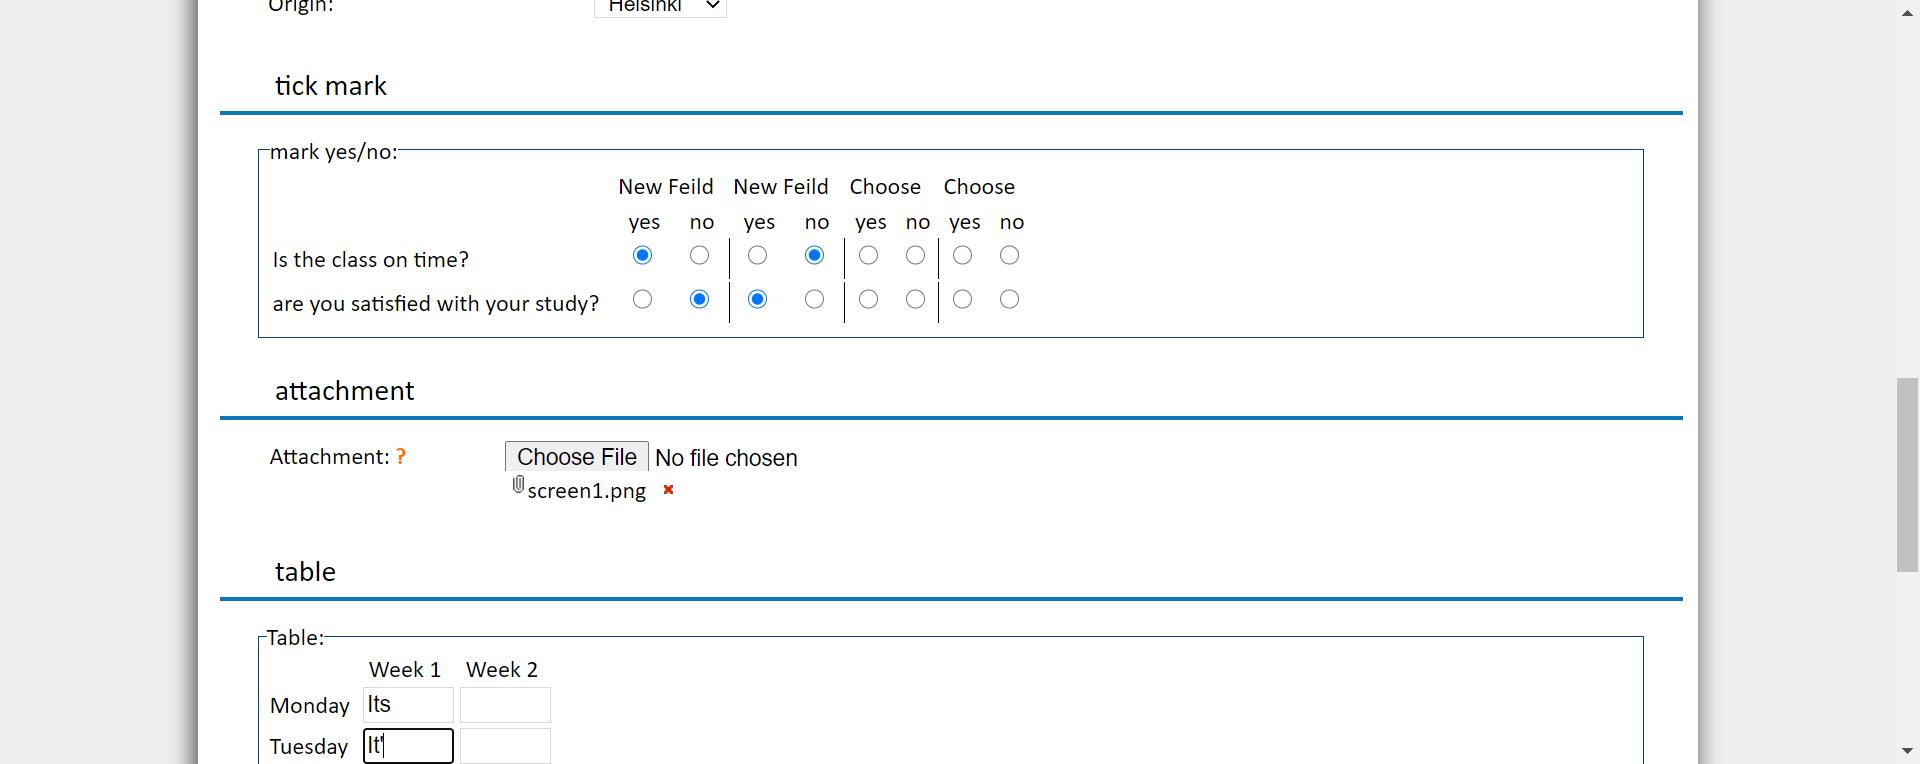 Origin: Helsinki
tick mark
mark yes/no:
New Feild New Feild Choose Choose
yes no yes no yes no yes no
Is the class on time?
are you satisfied with your study?
attachment
Attachment: ? Choose File No file chosen
screen1.png
table
Table:
Week 1 Week 2
Monday Its
Tuesday It'